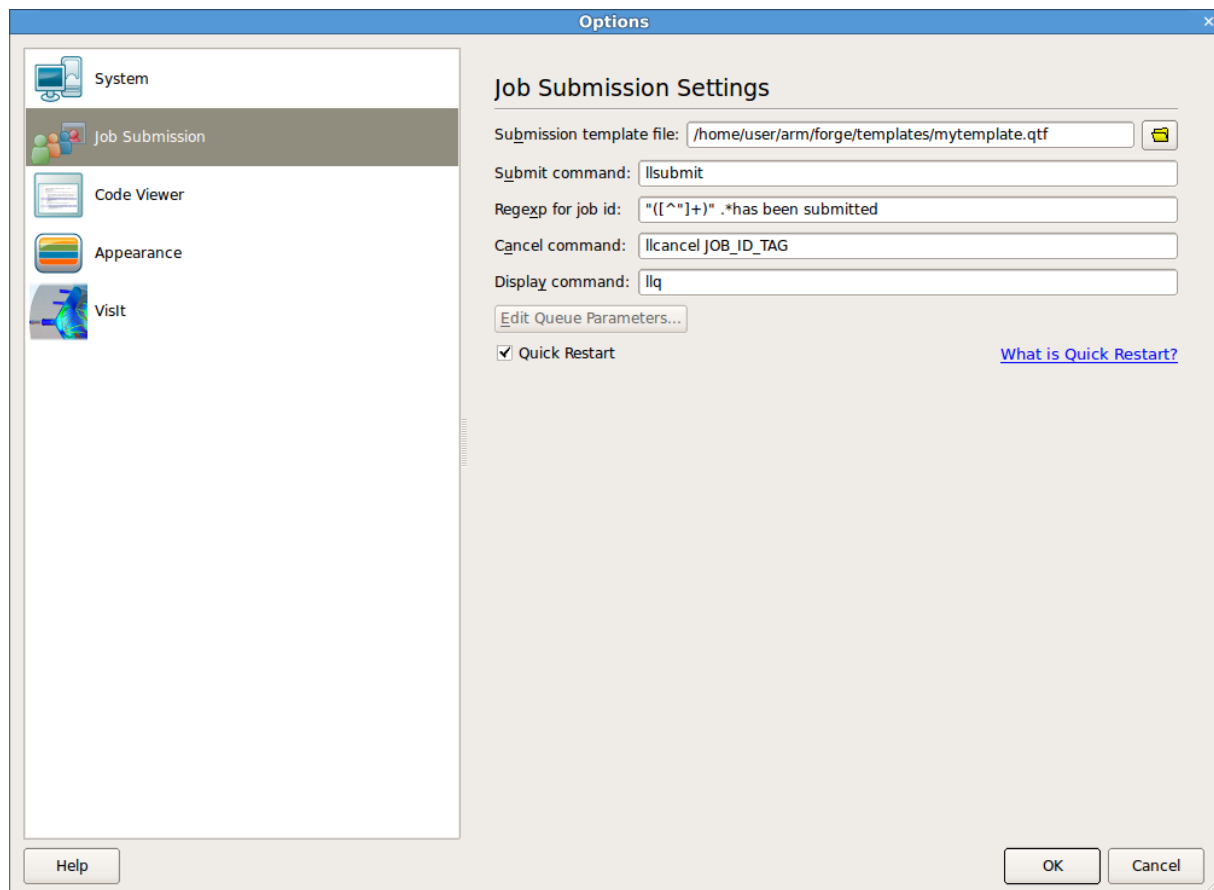 Options
System
Job Submission
Code Viewer
Appearance
VisIt
Job Submission Settings
Submission template file: /home/user/arm/forge/templates/mytemplate.qtf
Submit command: llsubmit
Regexp for job id: "([^"]+)" .*has been submitted
Cancel command: llcancel JOB_ID_TAG
Display command: llq
Edit Queue Parameters...
Quick Restart What is Quick Restart?
Help OK Cancel